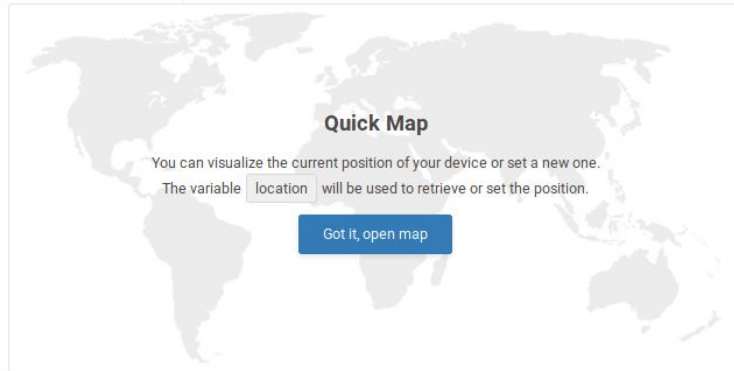 Quick Map
You can visualize the current position of your device or set a new one.
The variable location will be used to retrieve or set the position.
Got it, open map